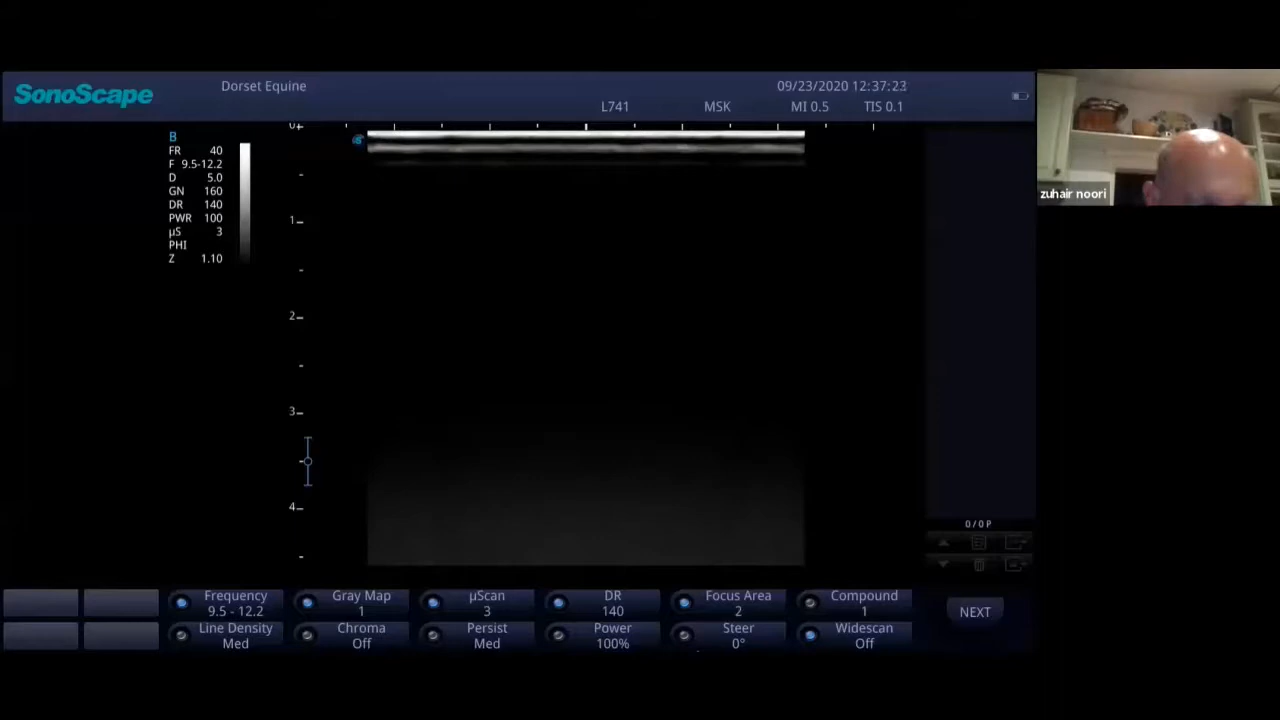 SonoScape
Dorset Equine
09/23/2020 12:37:23
L741 MSK MI 0.5 TIS 0.1
B
FR 40
F 9.5-12.2
D 5.0
GN 160
DR 140
PWR 100
µS 3
PHI
Z 1.10
0
1
2
3
4
zuhair noori
0/0P
Frequency
9.5 - 12.2
Gray Map
1
µScan
3
DR
140
Focus Area
2
Compound
1
NEXT
Line Density
Med
Chroma
Off
Persist
Med
Power
100%
Steer
0°
Widescan
Off